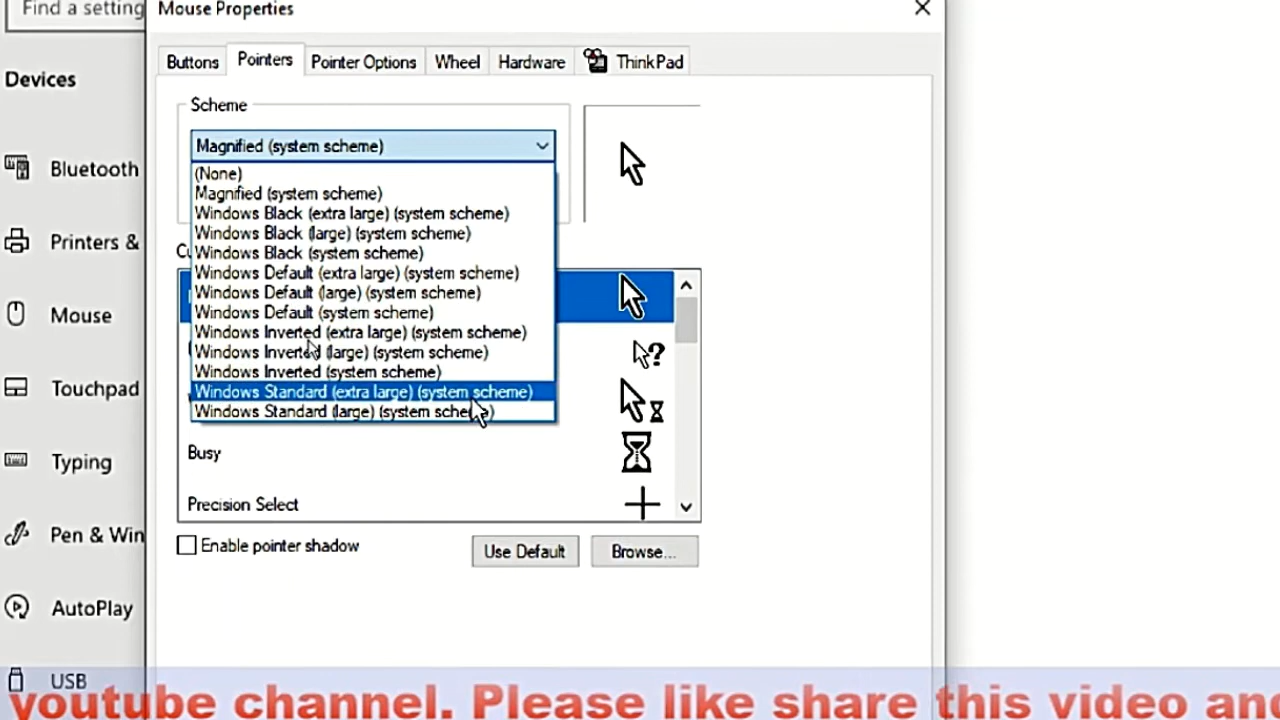 Find a setting
Mouse Properties
Devices
Buttons
Pointers
Pointer Options
Wheel
Hardware
ThinkPad
Scheme
Magnified (system scheme)
(None)
Magnified (system scheme)
Windows Black (extra large) (system scheme)
Windows Black (large) (system scheme)
Windows Black (system scheme)
Windows Default (extra large) (system scheme)
Windows Default (large) (system scheme)
Windows Default (system scheme)
Windows Inverted (extra large) (system scheme)
Windows Inverted (large) (system scheme)
Windows Inverted (system scheme)
Windows Standard (extra large) (system scheme)
Windows Standard (large) (system scheme)
Bluetooth
Printers &
Mouse
Touchpad
Typing
Pen & Win
AutoPlay
USB
Busy
Precision Select
Enable pointer shadow
Use Default
Browse...
youtube channel. Please like share this video and